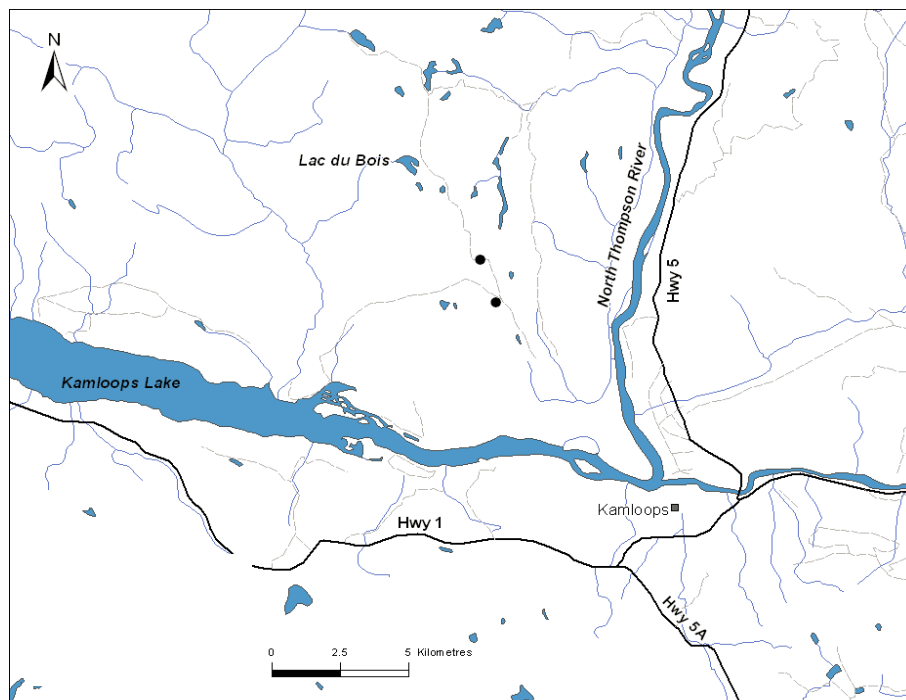 N
Lac du Bois
North Thompson River
Hwy 5
Kamloops Lake
Kamloops
Hwy 1
Hwy 5A
0 2.5 5 Kilometres